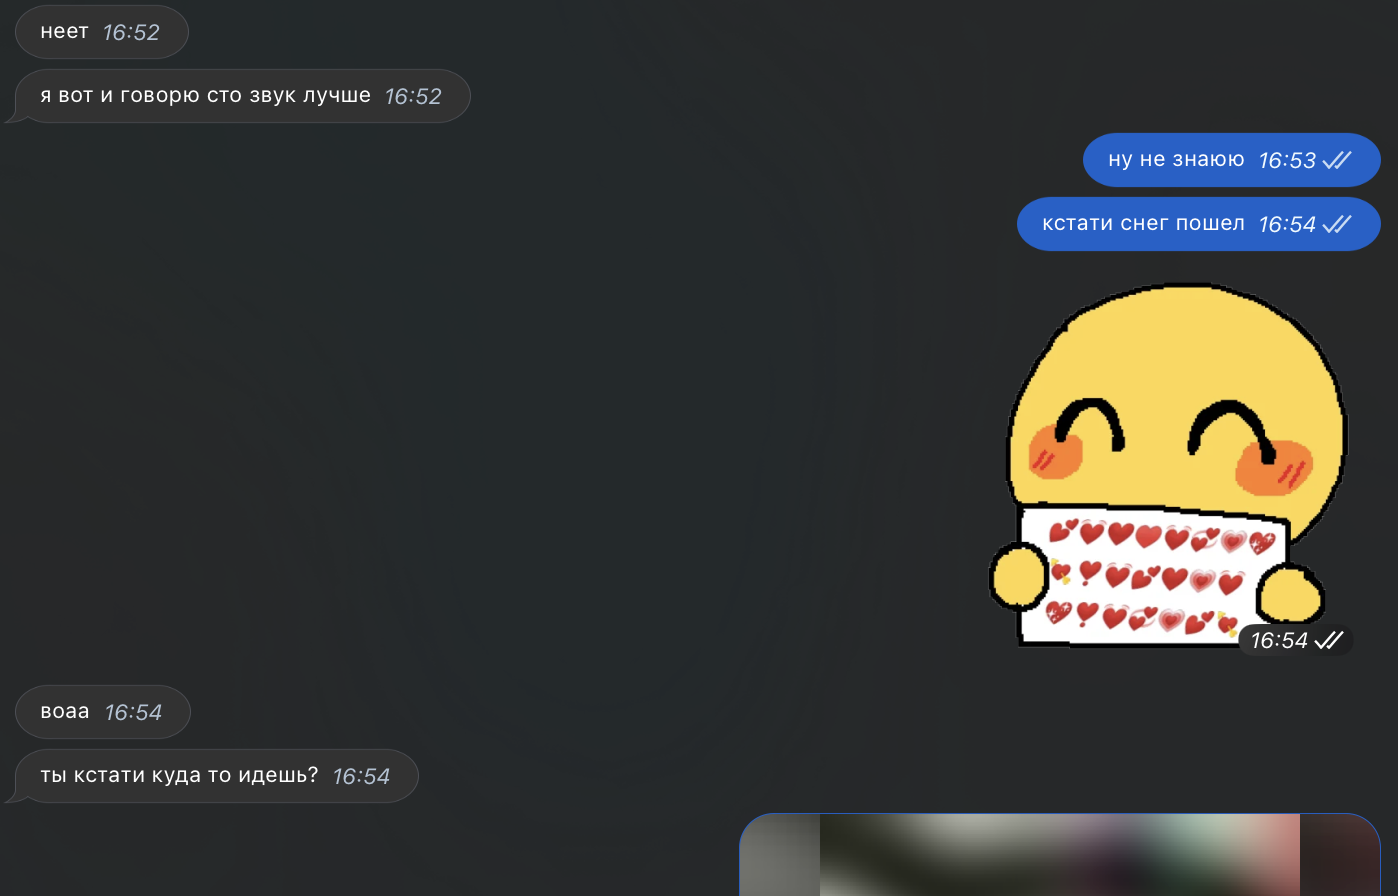 неет 16:52
я вот и говорю сто звук лучше 16:52
ну не знаюю 16:53
кстати снег пошел 16:54
16:54
воаа 16:54
ты кстати куда то идешь? 16:54